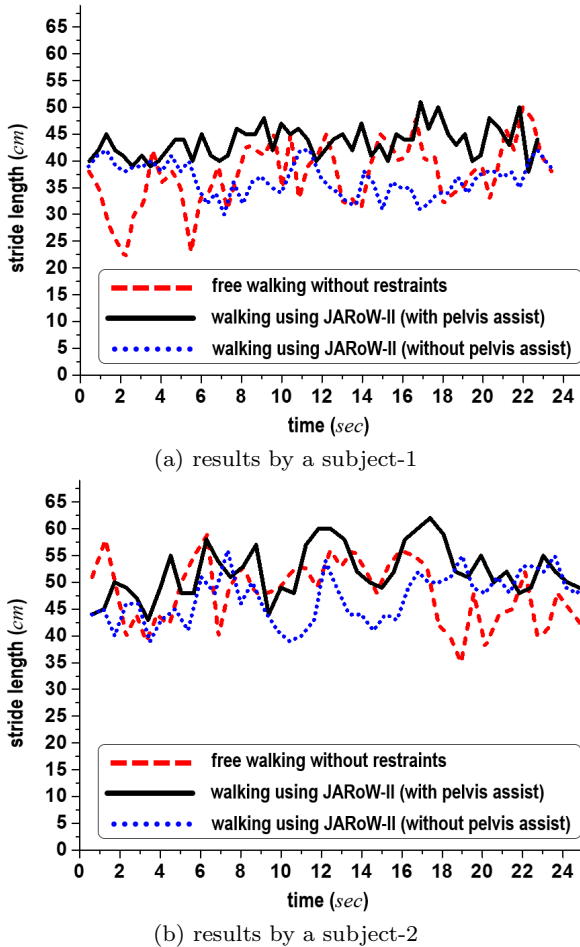 65
60
55
50
45
40
35
30
25
20
15
10
5
0
stride length (cm)
free walking without restraints
walking using JARoW-II (with pelvis assist)
walking using JARoW-II (without pelvis assist)
0 2 4 6 8 10 12 14 16 18 20 22 24
time (sec)
(a) results by a subject-1
65
60
55
50
45
40
35
30
25
20
15
10
5
0
stride length (cm)
free walking without restraints
walking using JARoW-II (with pelvis assist)
walking using JARoW-II (without pelvis assist)
0 2 4 6 8 10 12 14 16 18 20 22 24
time (sec)
(b) results by a subject-2